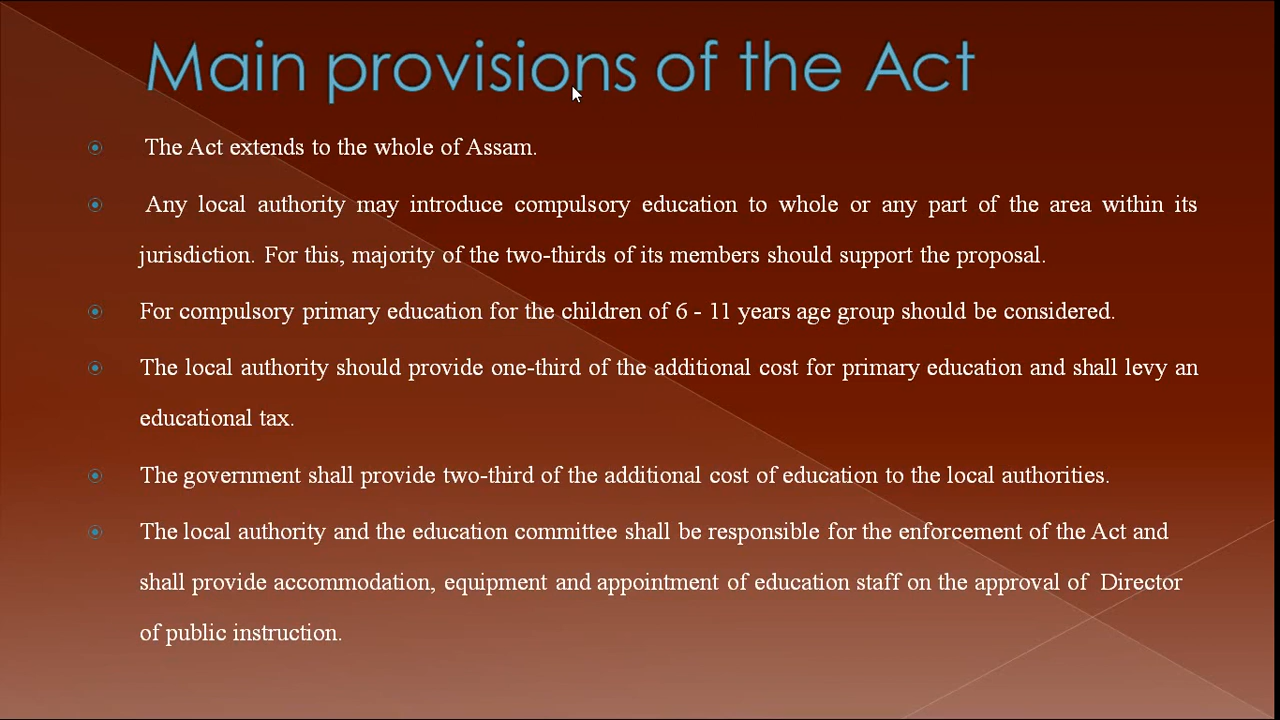 Main provisions of the Act
The Act extends to the whole of Assam.
Any local authority may introduce compulsory education to whole or any part of the area within its
jurisdiction. For this, majority of the two-thirds of its members should support the proposal.
For compulsory primary education for the children of 6 - 11 years age group should be considered.
The local authority should provide one-third of the additional cost for primary education and shall levy an
educational tax.
The government shall provide two-third of the additional cost of education to the local authorities.
The local authority and the education committee shall be responsible for the enforcement of the Act and
shall provide accommodation, equipment and appointment of education staff on the approval of Director
of public instruction.